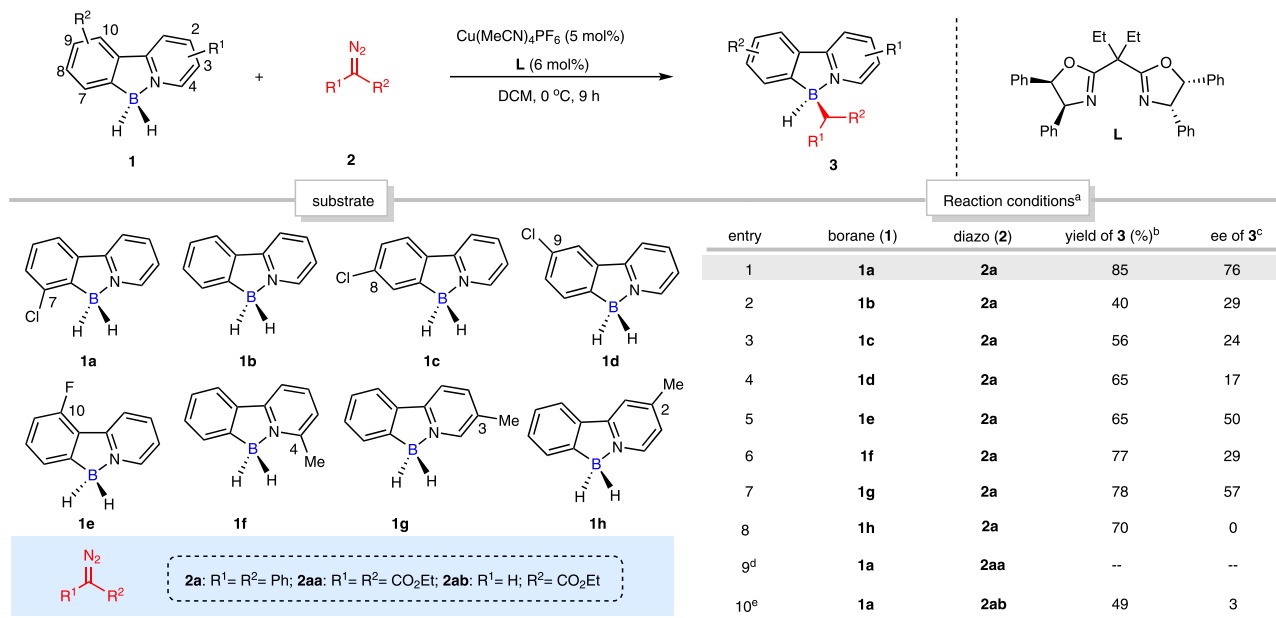 R²
10
9
8
7
2
R¹
3
4
N
B
H H
1
+
N₂
R¹ R²
2
Cu(MeCN)4PF6 (5 mol%)
L (6 mol%)
DCM, 0 °C, 9 h
R²
R¹
N
B
H
R²
R¹
3
Et Et
O O
Ph Ph
N N
Ph Ph
L
substrate
Reaction conditionsᵃ
7
Cl
B N
H H
1a
B N
H H
1b
Cl
8
B N
H H
1c
Cl
9
B N
H H
1d
F
10
B N
H H
1e
B N
4
Me
H H
1f
3
Me
B N
H H
1g
Me
2
B N
H H
1h
N₂
R¹ R²
2a: R¹= R²= Ph; 2aa: R¹= R²= CO₂Et; 2ab: R¹= H; R²= CO₂Et
entry borane (1) diazo (2) yield of 3 (%)ᵇ ee of 3ᶜ
1 1a 2a 85 76
2 1b 2a 40 29
3 1c 2a 56 24
4 1d 2a 65 17
5 1e 2a 65 50
6 1f 2a 77 29
7 1g 2a 78 57
8 1h 2a 70 0
9ᵈ 1a 2aa -- --
10ᵉ 1a 2ab 49 3